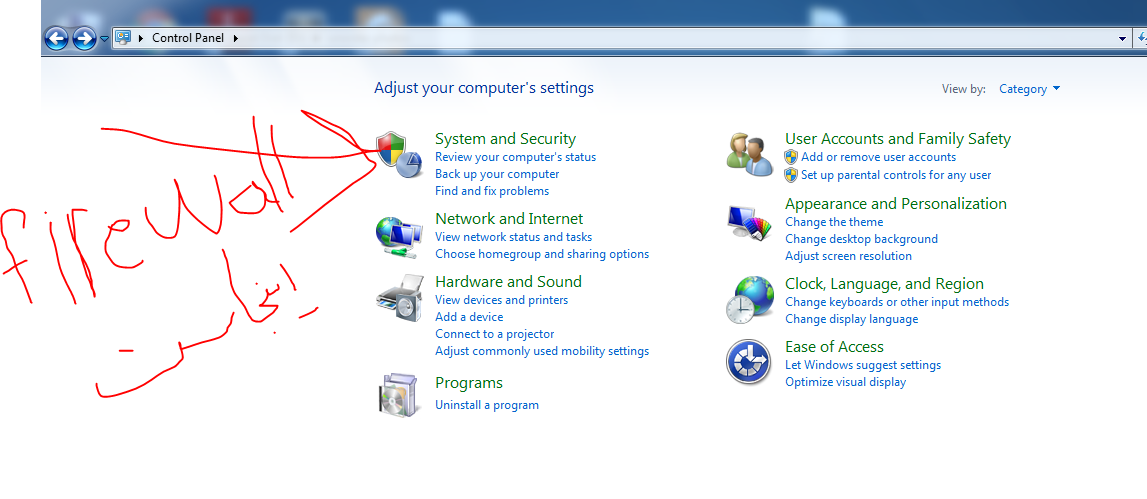 Control Panel
Adjust your computer's settings
View by: Category
System and Security
Review your computer's status
Back up your computer
Find and fix problems
Network and Internet
View network status and tasks
Choose homegroup and sharing options
Hardware and Sound
View devices and printers
Add a device
Connect to a projector
Adjust commonly used mobility settings
Programs
Uninstall a program
User Accounts and Family Safety
Add or remove user accounts
Set up parental controls for any user
Appearance and Personalization
Change the theme
Change desktop background
Adjust screen resolution
Clock, Language, and Region
Change keyboards or other input methods
Change display language
Ease of Access
Let Windows suggest settings
Optimize visual display
fireWall
اینجاست